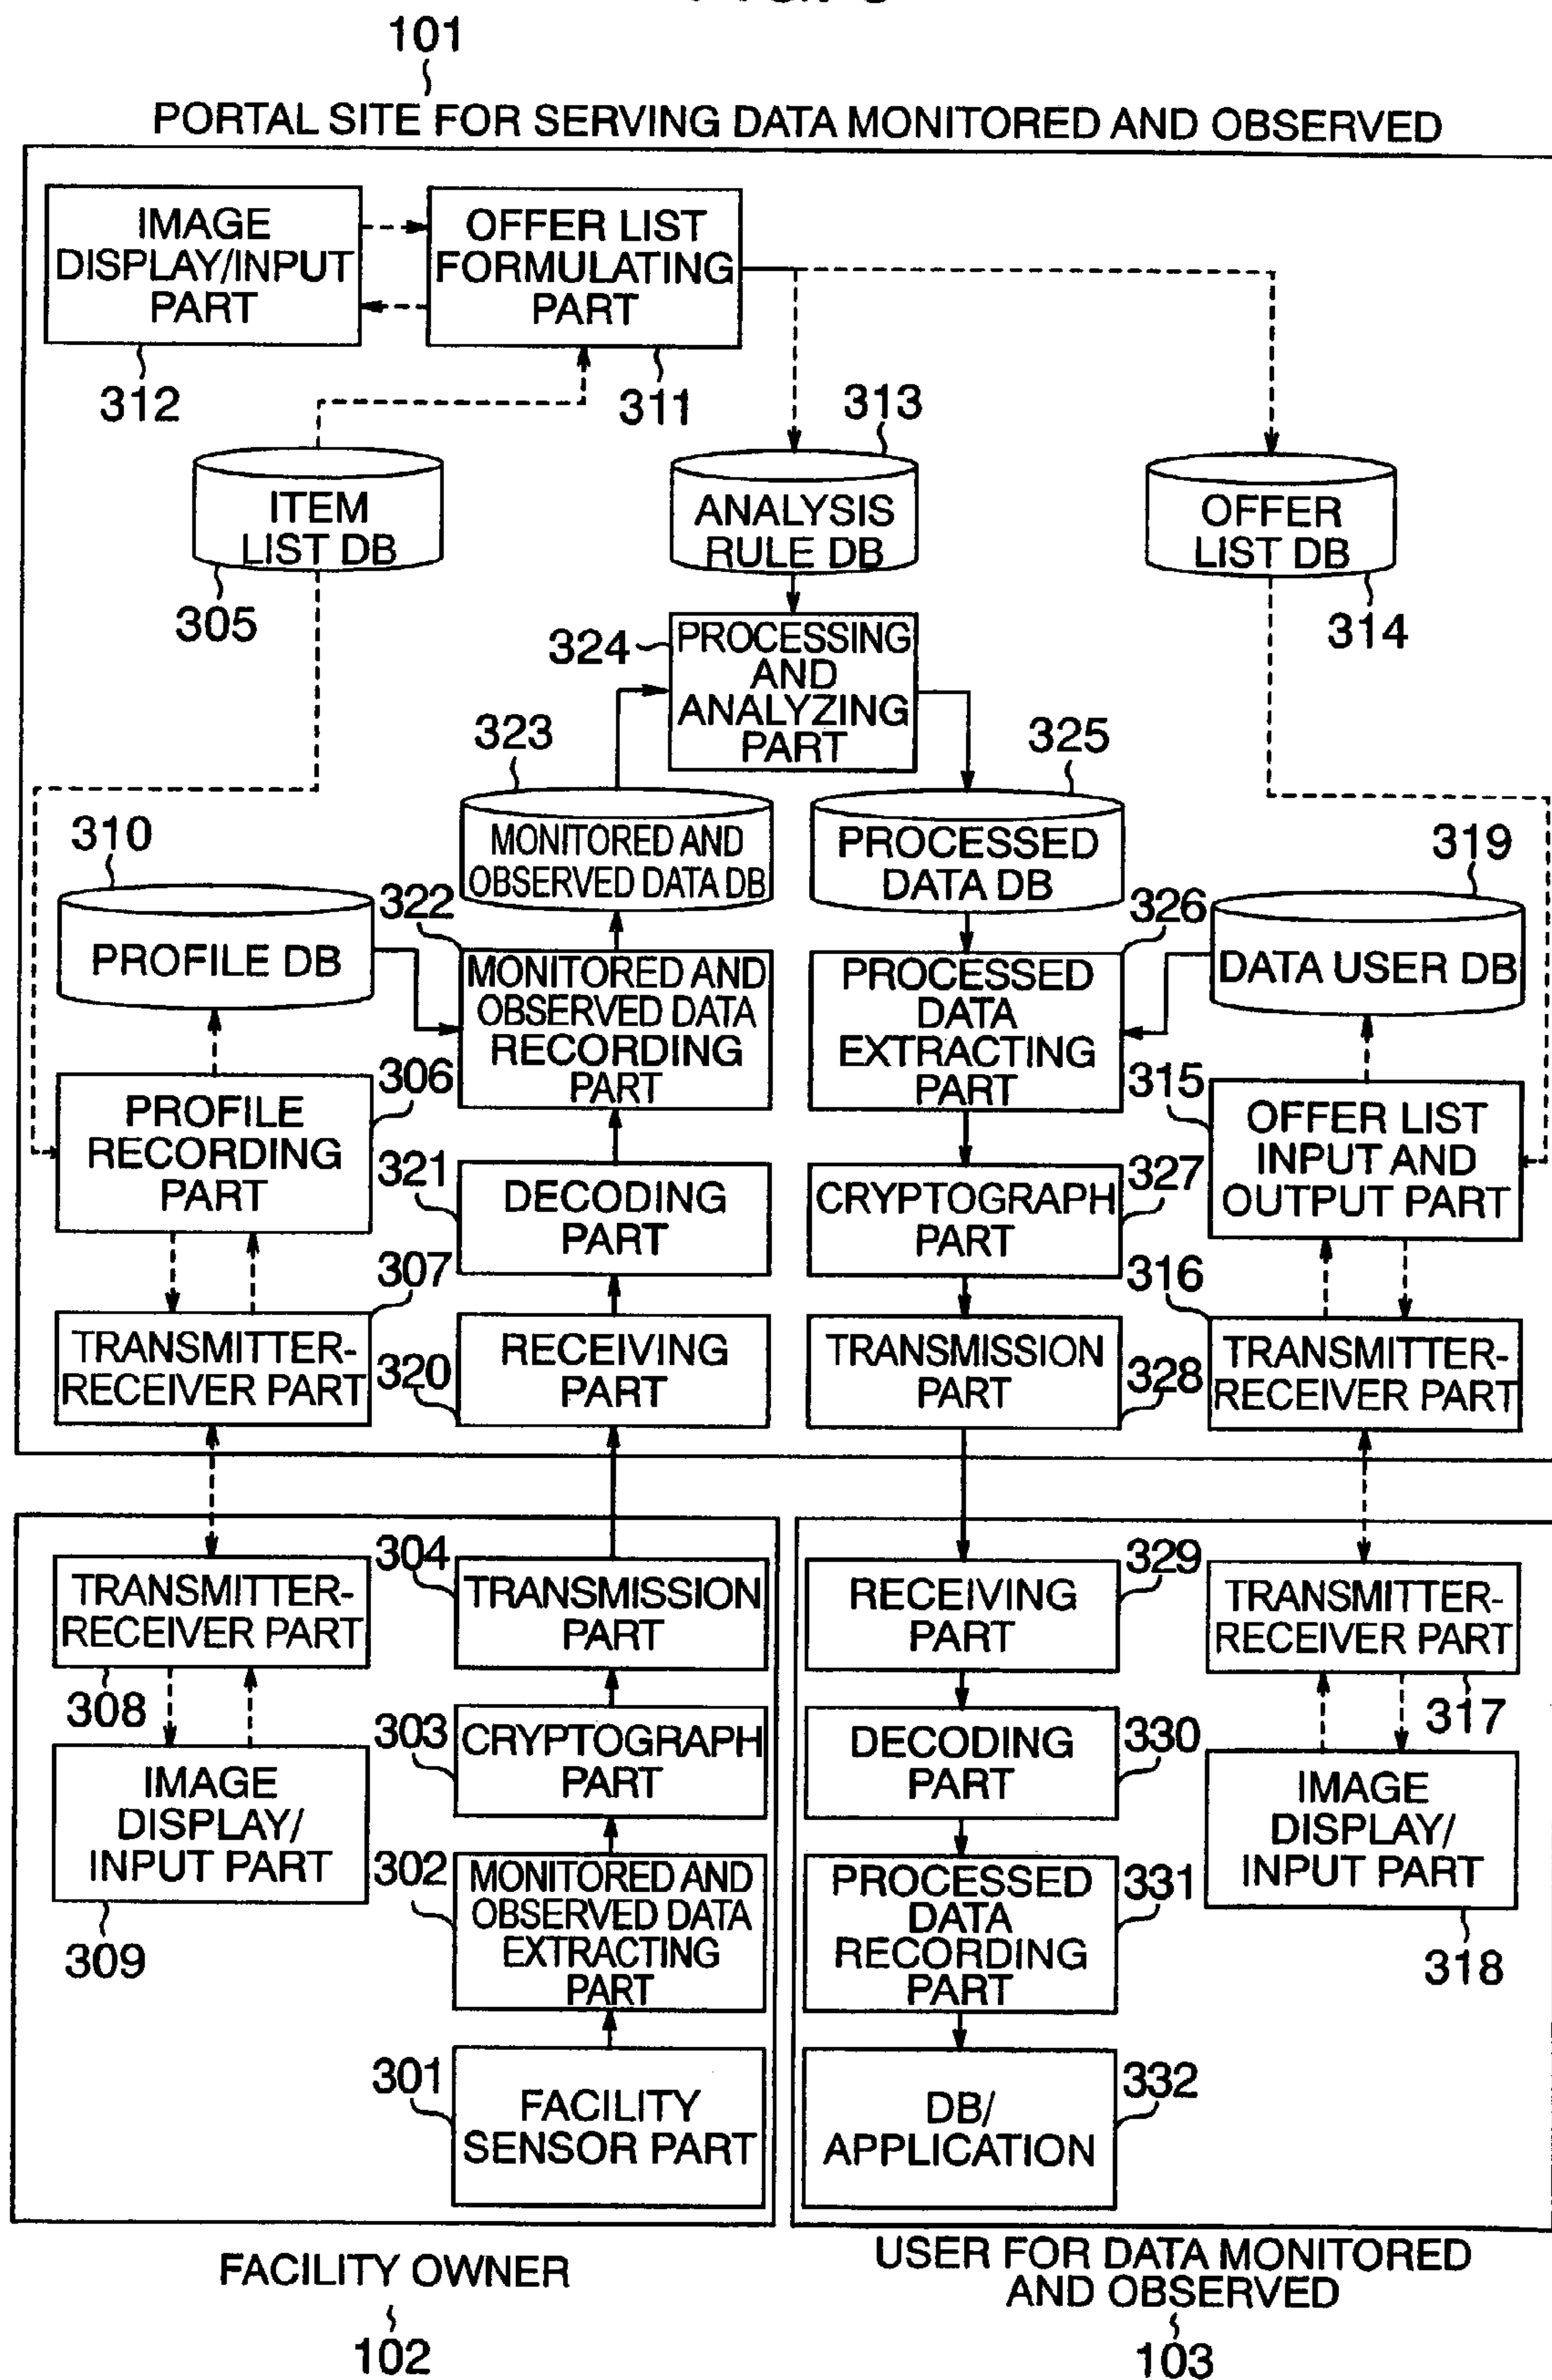 101
PORTAL SITE FOR SERVING DATA MONITORED AND OBSERVED
IMAGE
DISPLAY/INPUT
PART
312
OFFER LIST
FORMULATING
PART
311
ITEM
LIST DB
305
313
ANALYSIS
RULE DB
OFFER
LIST DB
314
324
PROCESSING
AND
ANALYZING
PART
323
MONITORED AND
OBSERVED DATA DB
325
PROCESSED
DATA DB
310
PROFILE DB
319
DATA USER DB
322
MONITORED AND
OBSERVED DATA
RECORDING
PART
326
PROCESSED
DATA
EXTRACTING
PART
306
PROFILE
RECORDING
PART
315
OFFER LIST
INPUT AND
OUTPUT PART
321
DECODING
PART
327
CRYPTOGRAPH
PART
307
TRANSMITTER-
RECEIVER PART
320
RECEIVING
PART
TRANSMISSION
PART
328
316
TRANSMITTER-
RECEIVER PART
TRANSMITTER-
RECEIVER PART
308
304
TRANSMISSION
PART
329
RECEIVING
PART
TRANSMITTER-
RECEIVER PART
317
IMAGE
DISPLAY/
INPUT PART
309
303
CRYPTOGRAPH
PART
DECODING
PART
330
IMAGE
DISPLAY/
INPUT PART
318
302
MONITORED AND
OBSERVED DATA
EXTRACTING
PART
PROCESSED
DATA
RECORDING
PART
331
301
FACILITY
SENSOR PART
DB/
APPLICATION
332
FACILITY OWNER
102
USER FOR DATA MONITORED
AND OBSERVED
103